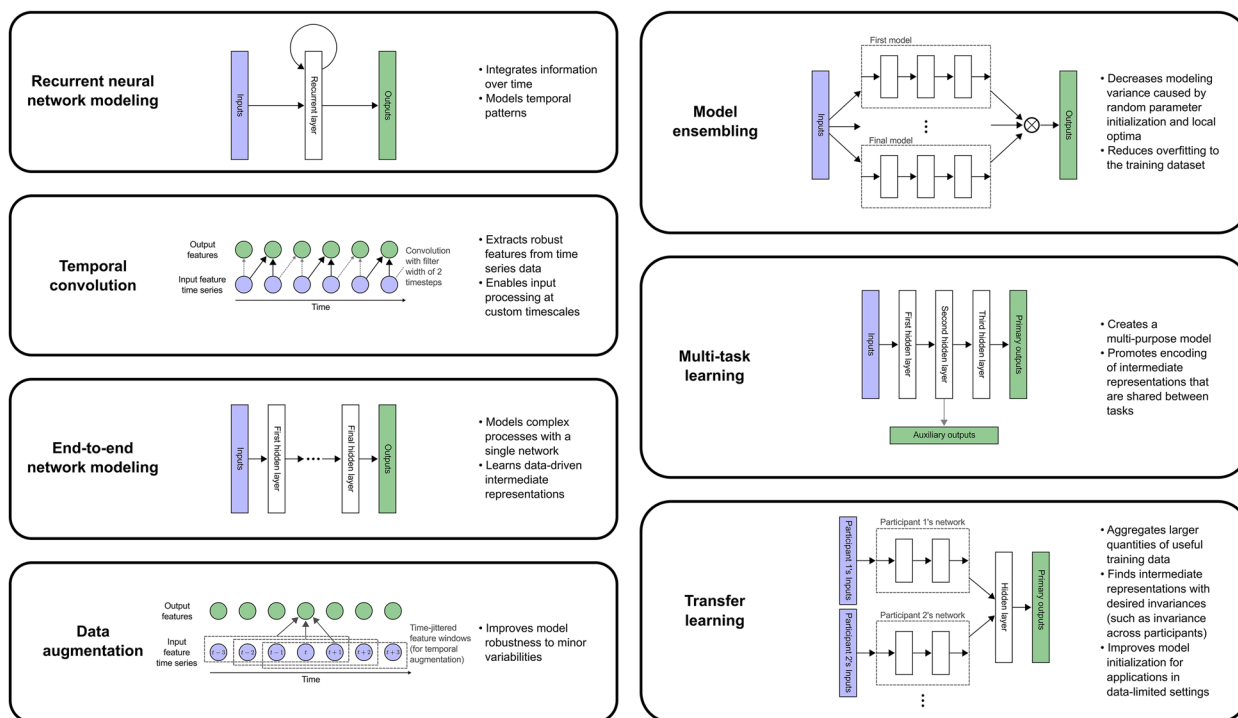 Recurrent neural
network modeling
Inputs
Recurrent layer
Outputs
• Integrates information
over time
• Models temporal
patterns
Temporal
convolution
Output
features
Input feature
time series
Time
Convolution
with filter
width of 2
timesteps
• Extracts robust
features from time
series data
• Enables input
processing at
custom timescales
End-to-end
network modeling
Inputs
First hidden layer
Final hidden layer
Outputs
• Models complex
processes with a
single network
• Learns data-driven
intermediate
representations
Data
augmentation
Output
features
Input
feature
time series
t−3
t−2
t−1
t
t+1
t+2
t+3
Time
Time-jittered
feature windows
(for temporal
augmentation)
• Improves model
robustness to minor
variabilities
Model
ensembling
Inputs
First model
Final model
Outputs
• Decreases modeling
variance caused by
random parameter
initialization and local
optima
• Reduces overfitting to
the training dataset
Multi-task
learning
Inputs
First hidden layer
Second hidden layer
Third hidden layer
Primary outputs
Auxiliary outputs
• Creates a
multi-purpose model
• Promotes encoding
of intermediate
representations that
are shared between
tasks
Transfer
learning
Participant 1's Inputs
Participant 2's Inputs
Participant 1's network
Participant 2's network
Hidden layer
Primary outputs
• Aggregates larger
quantities of useful
training data
• Finds intermediate
representations with
desired invariances
(such as invariance
across participants)
• Improves model
initialization for
applications in
data-limited settings